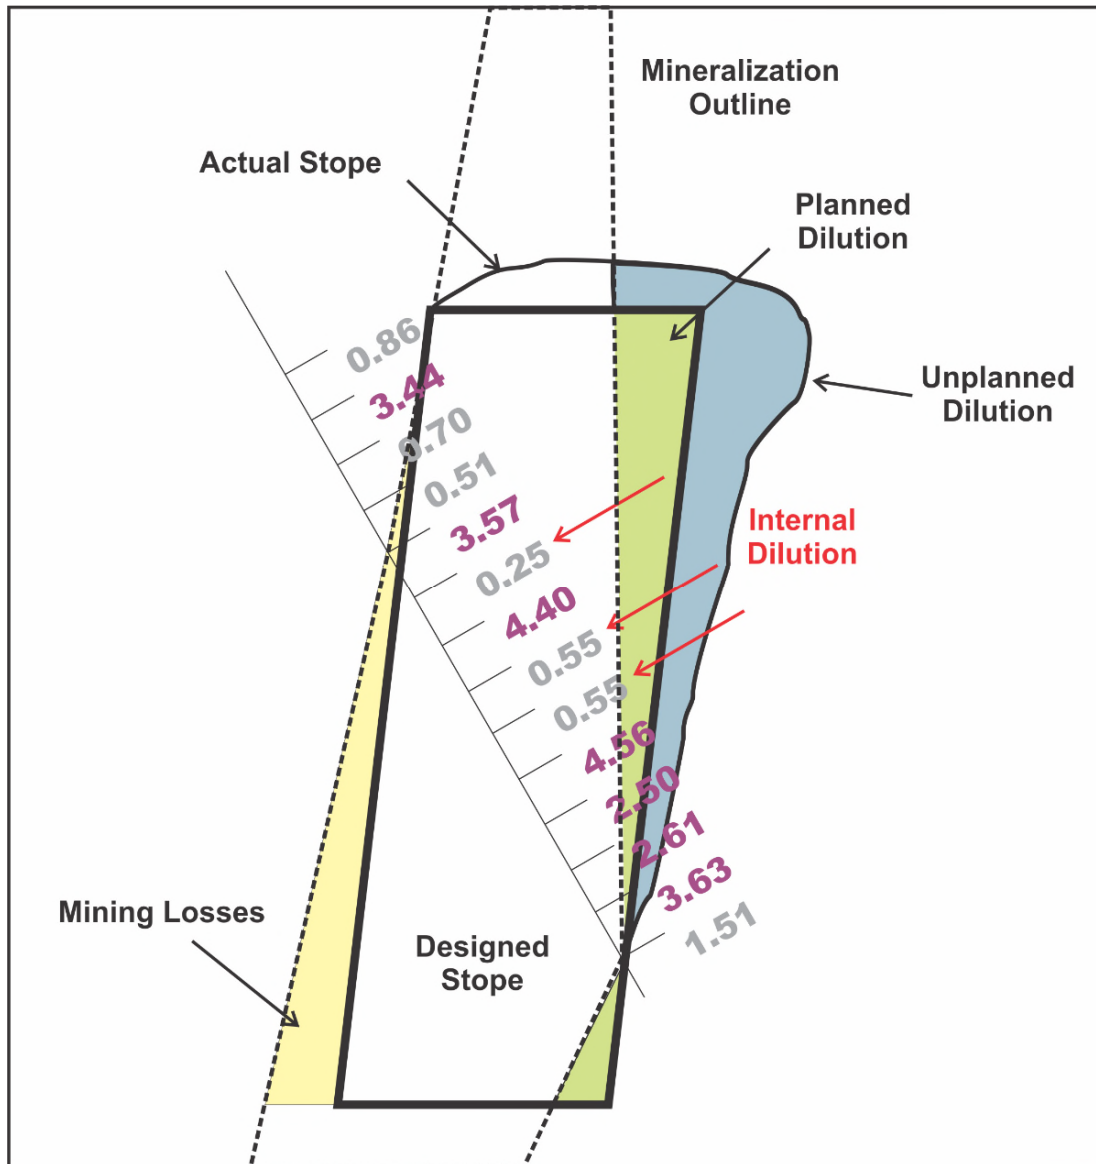 Mineralization
Outline
Actual Stope
Planned
Dilution
0.86
3.44
0.70
0.51
3.57
0.25
4.40
0.55
0.55
4.56
2.50
2.61
3.63
1.51
Unplanned
Dilution
Internal
Dilution
Mining Losses
Designed
Stope